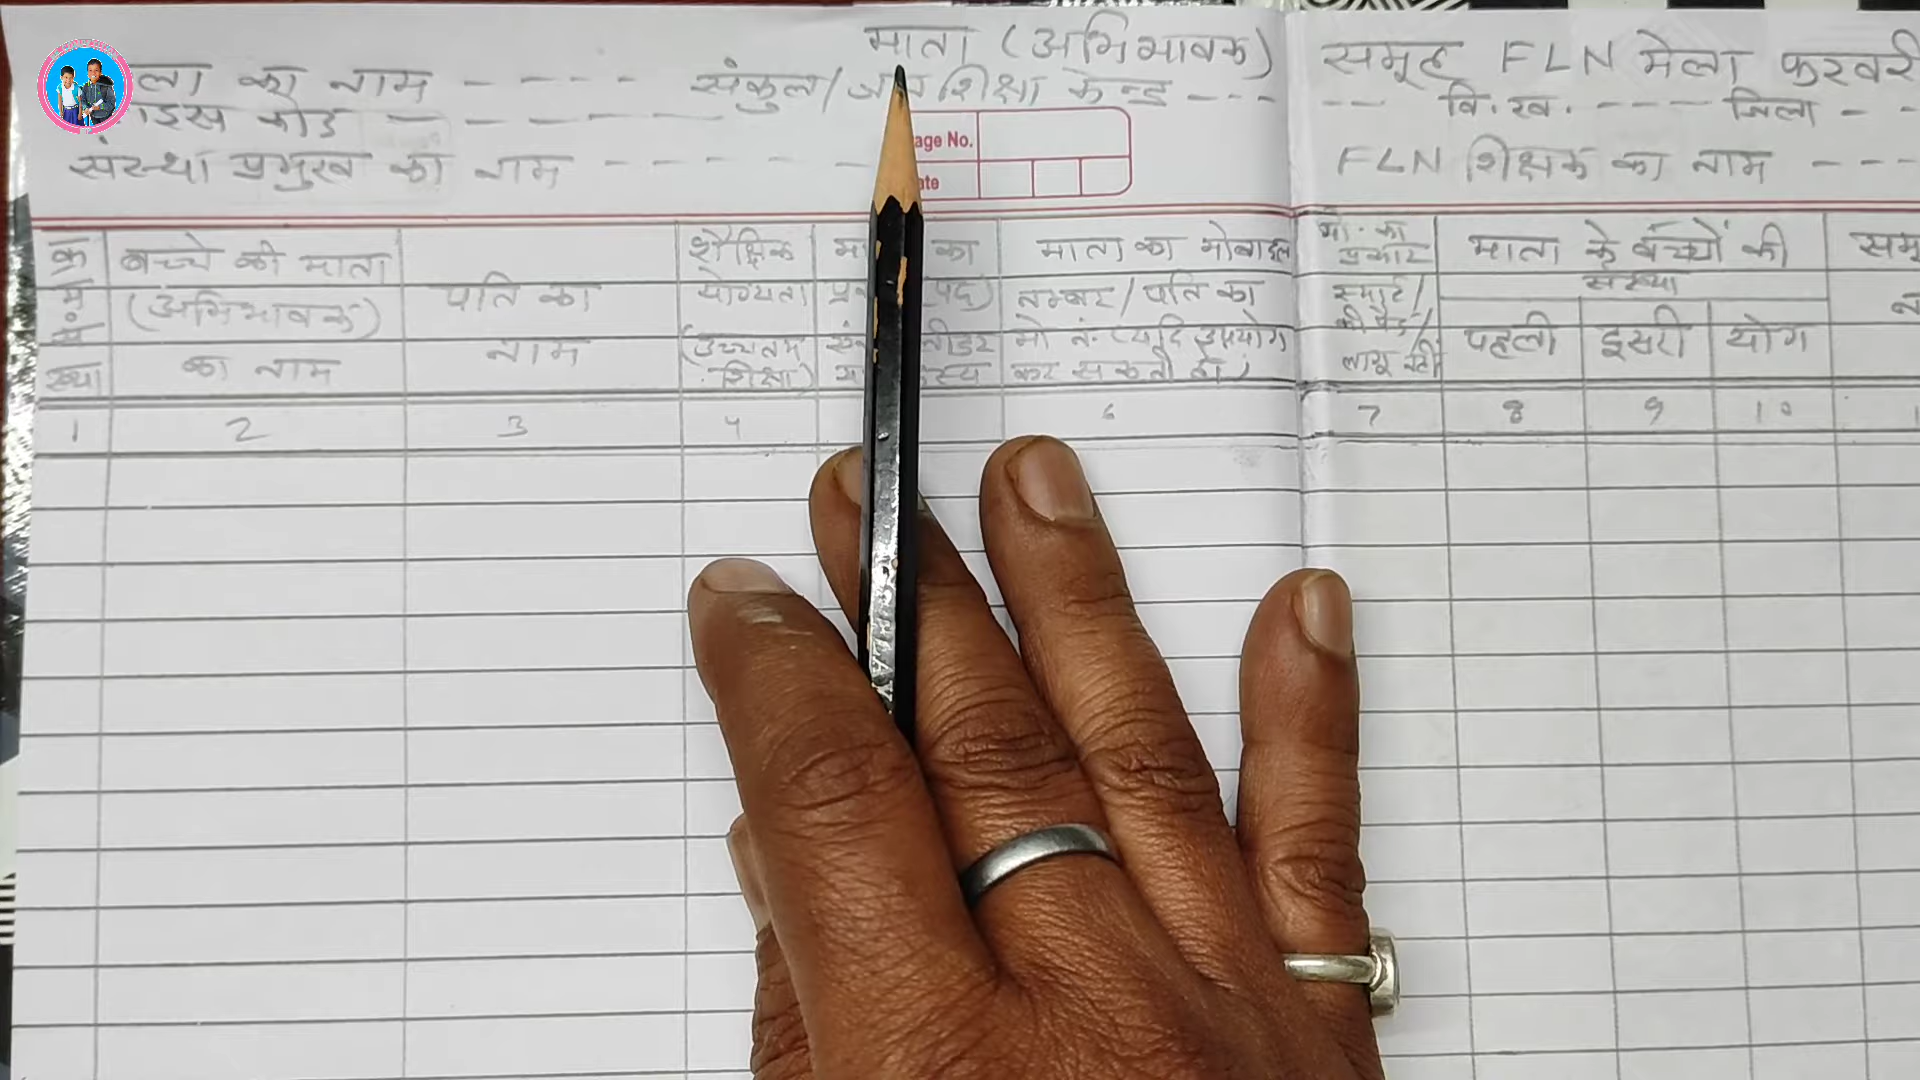 माता (अभिभावक) समूह FLN मेला फरवरी
ला का नाम - - - - संकुल/जन शिक्षा केन्द्र - - - - - वि.ख. - - - - जिला - -
कोड - - - - - - -
संस्था प्रमुख का नाम - - - - - - FLN शिक्षक का नाम - - -
Page No.
क्रम संख्या
बच्चे की माता (अभिभावक) का नाम
पति का नाम
शैक्षिक योग्यता (उच्चतम शिक्षा)
का
माता का मोबाइल नम्बर/पति का मो नं. (यदि उपयोग कर सकती हो)
मो. का प्रकार स्मार्ट/
माता के बच्चों की संख्या
पहली दूसरी योग
1 2 3 4 6 7 8 9 10